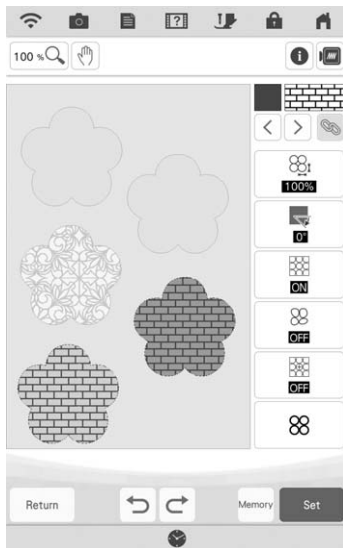 100 %
100%
0°
ON
OFF
OFF
Return
Memory
Set